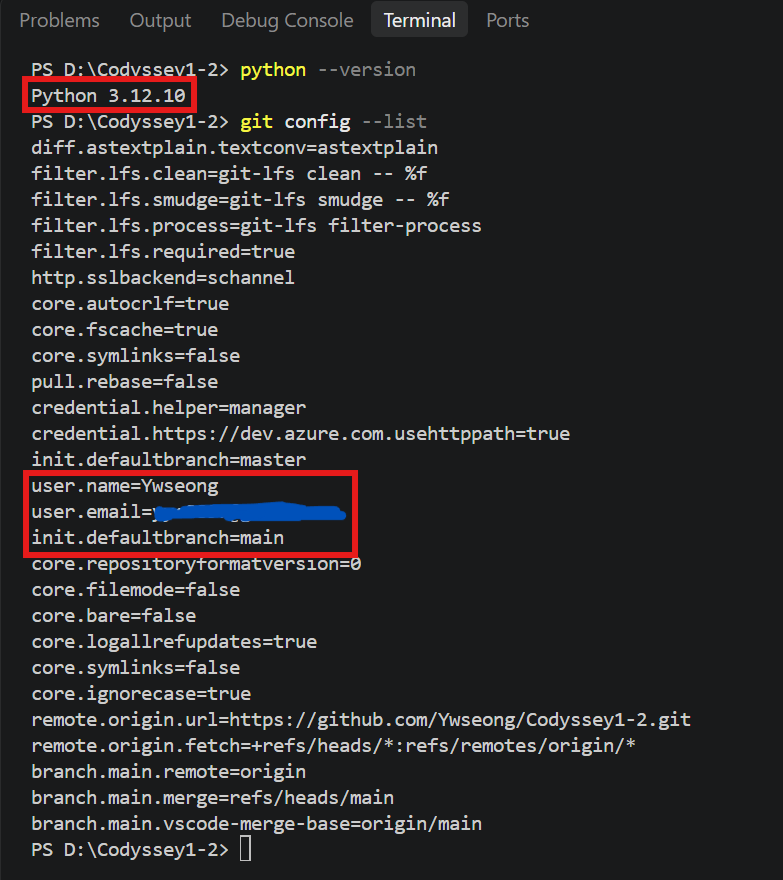 Problems Output Debug Console Terminal Ports
PS D:\Codyssey1-2> python --version
Python 3.12.10
PS D:\Codyssey1-2> git config --list
diff.astextplain.textconv=astextplain
filter.lfs.clean=git-lfs clean -- %f
filter.lfs.smudge=git-lfs smudge -- %f
filter.lfs.process=git-lfs filter-process
filter.lfs.required=true
http.sslbackend=schannel
core.autocrlf=true
core.fscache=true
core.symlinks=false
pull.rebase=false
credential.helper=manager
credential.https://dev.azure.com.usehttppath=true
init.defaultbranch=master
user.name=Ywseong
user.email=
init.defaultbranch=main
core.repositoryformatversion=0
core.filemode=false
core.bare=false
core.logallrefupdates=true
core.symlinks=false
core.ignorecase=true
remote.origin.url=https://github.com/Ywseong/Codyssey1-2.git
remote.origin.fetch=+refs/heads/*:refs/remotes/origin/*
branch.main.remote=origin
branch.main.merge=refs/heads/main
branch.main.vscode-merge-base=origin/main
PS D:\Codyssey1-2>